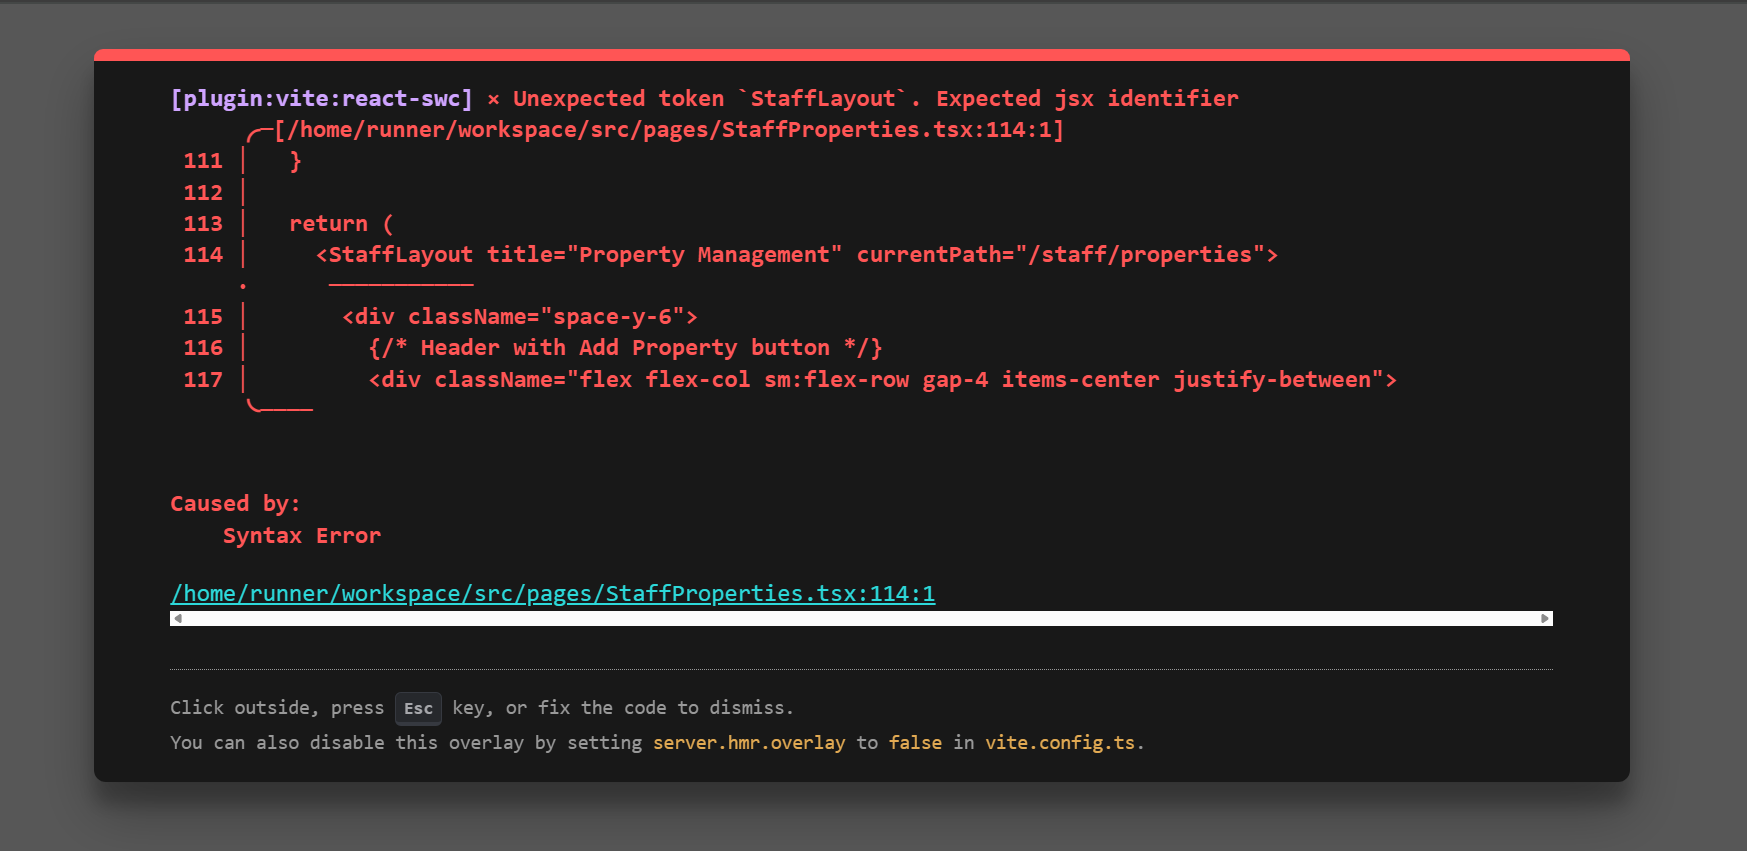 [plugin:vite:react-swc] × Unexpected token `StaffLayout`. Expected jsx identifier
╭─[/home/runner/workspace/src/pages/StaffProperties.tsx:114:1]
111 │   }
112 │
113 │   return (
114 │     <StaffLayout title="Property Management" currentPath="/staff/properties">
·      ───────────
115 │       <div className="space-y-6">
116 │         {/* Header with Add Property button */}
117 │         <div className="flex flex-col sm:flex-row gap-4 items-center justify-between">
╰────
Caused by:
Syntax Error
/home/runner/workspace/src/pages/StaffProperties.tsx:114:1
Click outside, press Esc key, or fix the code to dismiss.
You can also disable this overlay by setting server.hmr.overlay to false in vite.config.ts.